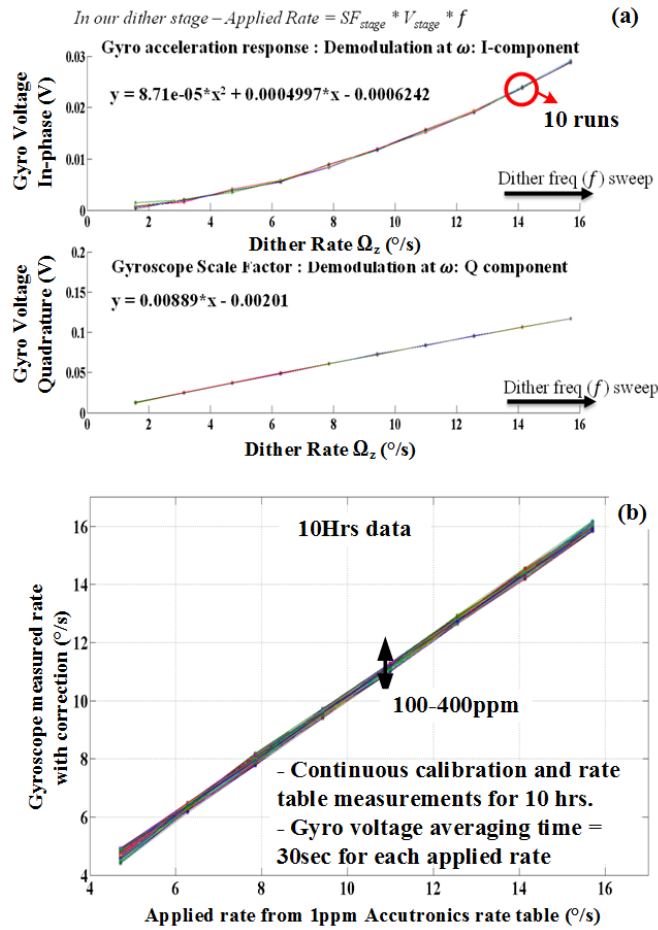 In our dither stage – Applied Rate = SF_stage * V_stage * f
(a)
Gyro acceleration response : Demodulation at ω: I-component
y = 8.71e-05*x² + 0.0004997*x - 0.0006242
10 runs
Dither freq (f) sweep
Gyro Voltage
In-phase (V)
0.03
0.02
0.01
0
0 2 4 6 8 10 12 14 16
Dither Rate Ω_z (°/s)
Gyroscope Scale Factor : Demodulation at ω: Q component
y = 0.00889*x - 0.00201
Dither freq (f) sweep
Gyro Voltage
Quadrature (V)
0.2
0.15
0.1
0.05
0
0 2 4 6 8 10 12 14 16
Dither Rate Ω_z (°/s)
(b)
10Hrs data
100-400ppm
- Continuous calibration and rate
table measurements for 10 hrs.
- Gyro voltage averaging time =
30sec for each applied rate
Gyroscope measured rate
with correction (°/s)
16
14
12
10
8
6
4
4 6 8 10 12 14 16
Applied rate from 1ppm Accutronics rate table (°/s)